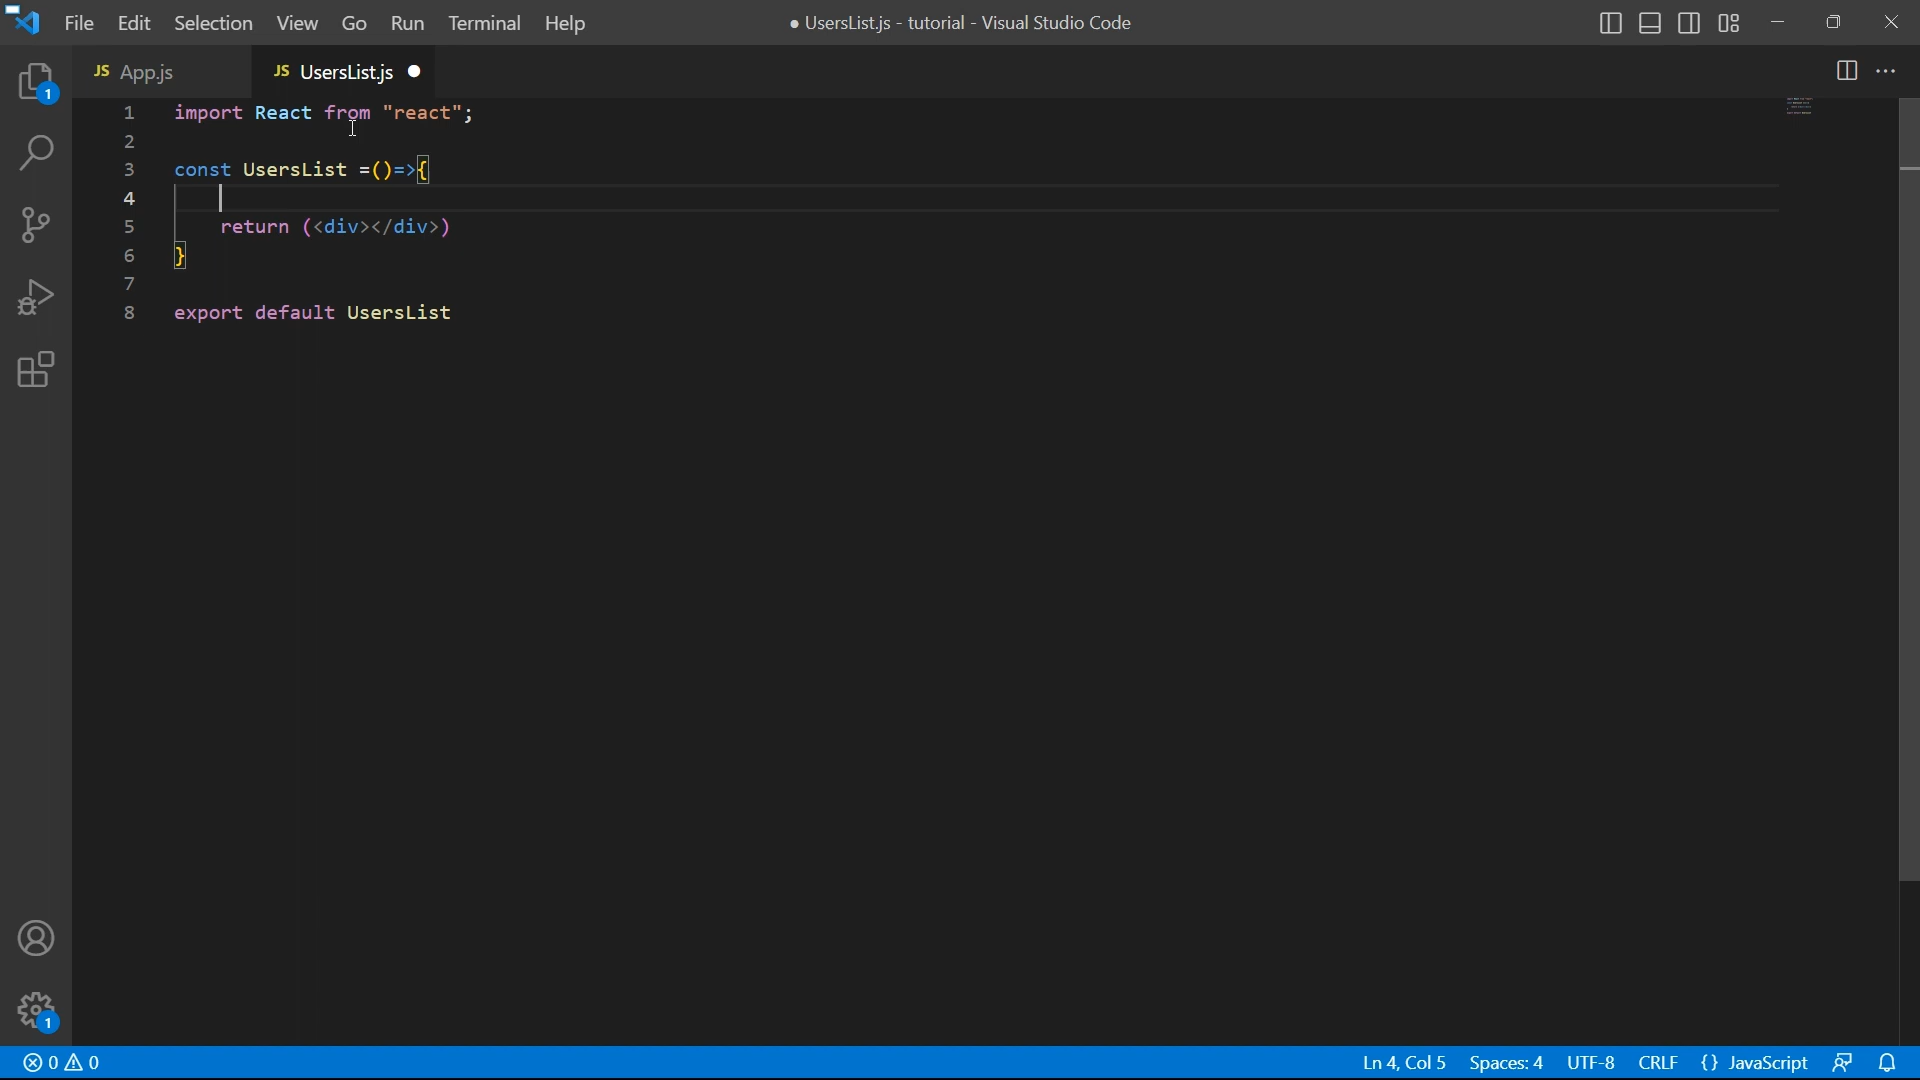 File Edit Selection View Go Run Terminal Help ● UsersList.js - tutorial - Visual Studio Code
JS App.js JS UsersList.js
1 import React from "react";
2
3 const UsersList =()=>{
4
5 return (<div></div>)
6 }
7
8 export default UsersList
1
1
0 0 Ln 4, Col 5 Spaces: 4 UTF-8 CRLF {} JavaScript